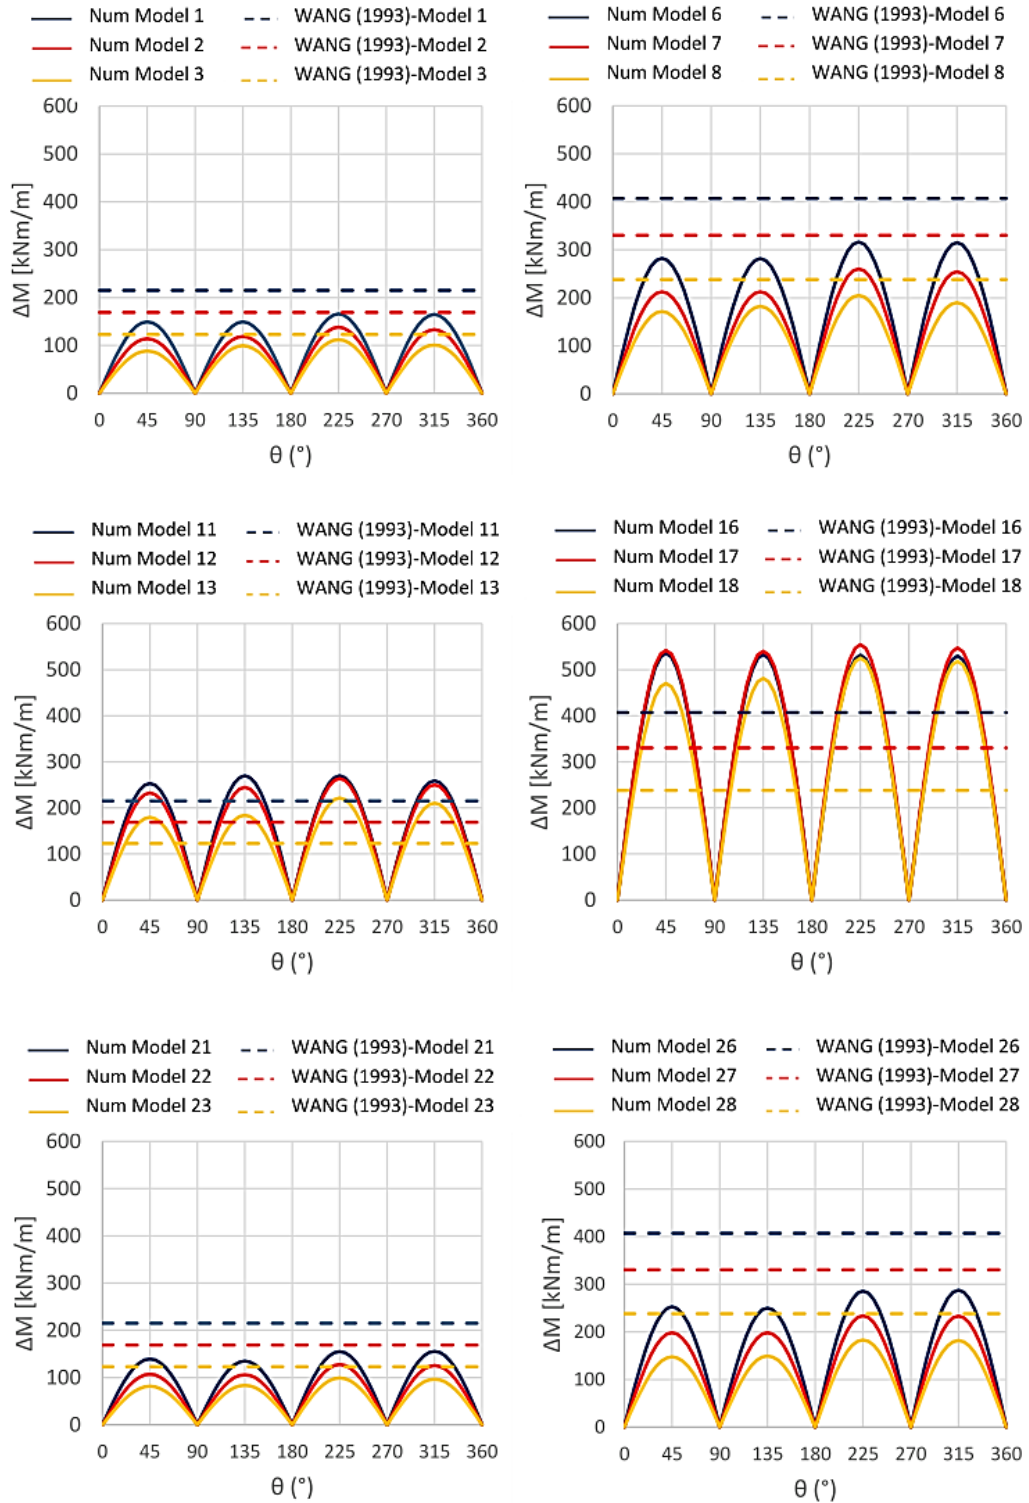 Num Model 1 WANG (1993)-Model 1
Num Model 2 WANG (1993)-Model 2
Num Model 3 WANG (1993)-Model 3
600
500
400
300
200
100
0
ΔM [kNm/m]
0 45 90 135 180 225 270 315 360
θ (°)
Num Model 6 WANG (1993)-Model 6
Num Model 7 WANG (1993)-Model 7
Num Model 8 WANG (1993)-Model 8
600
500
400
300
200
100
0
ΔM [kNm/m]
0 45 90 135 180 225 270 315 360
θ (°)
Num Model 11 WANG (1993)-Model 11
Num Model 12 WANG (1993)-Model 12
Num Model 13 WANG (1993)-Model 13
600
500
400
300
200
100
0
ΔM [kNm/m]
0 45 90 135 180 225 270 315 360
θ (°)
Num Model 16 WANG (1993)-Model 16
Num Model 17 WANG (1993)-Model 17
Num Model 18 WANG (1993)-Model 18
600
500
400
300
200
100
0
ΔM [kNm/m]
0 45 90 135 180 225 270 315 360
θ (°)
Num Model 21 WANG (1993)-Model 21
Num Model 22 WANG (1993)-Model 22
Num Model 23 WANG (1993)-Model 23
600
500
400
300
200
100
0
ΔM [kNm/m]
0 45 90 135 180 225 270 315 360
θ (°)
Num Model 26 WANG (1993)-Model 26
Num Model 27 WANG (1993)-Model 27
Num Model 28 WANG (1993)-Model 28
600
500
400
300
200
100
0
ΔM [kNm/m]
0 45 90 135 180 225 270 315 360
θ (°)